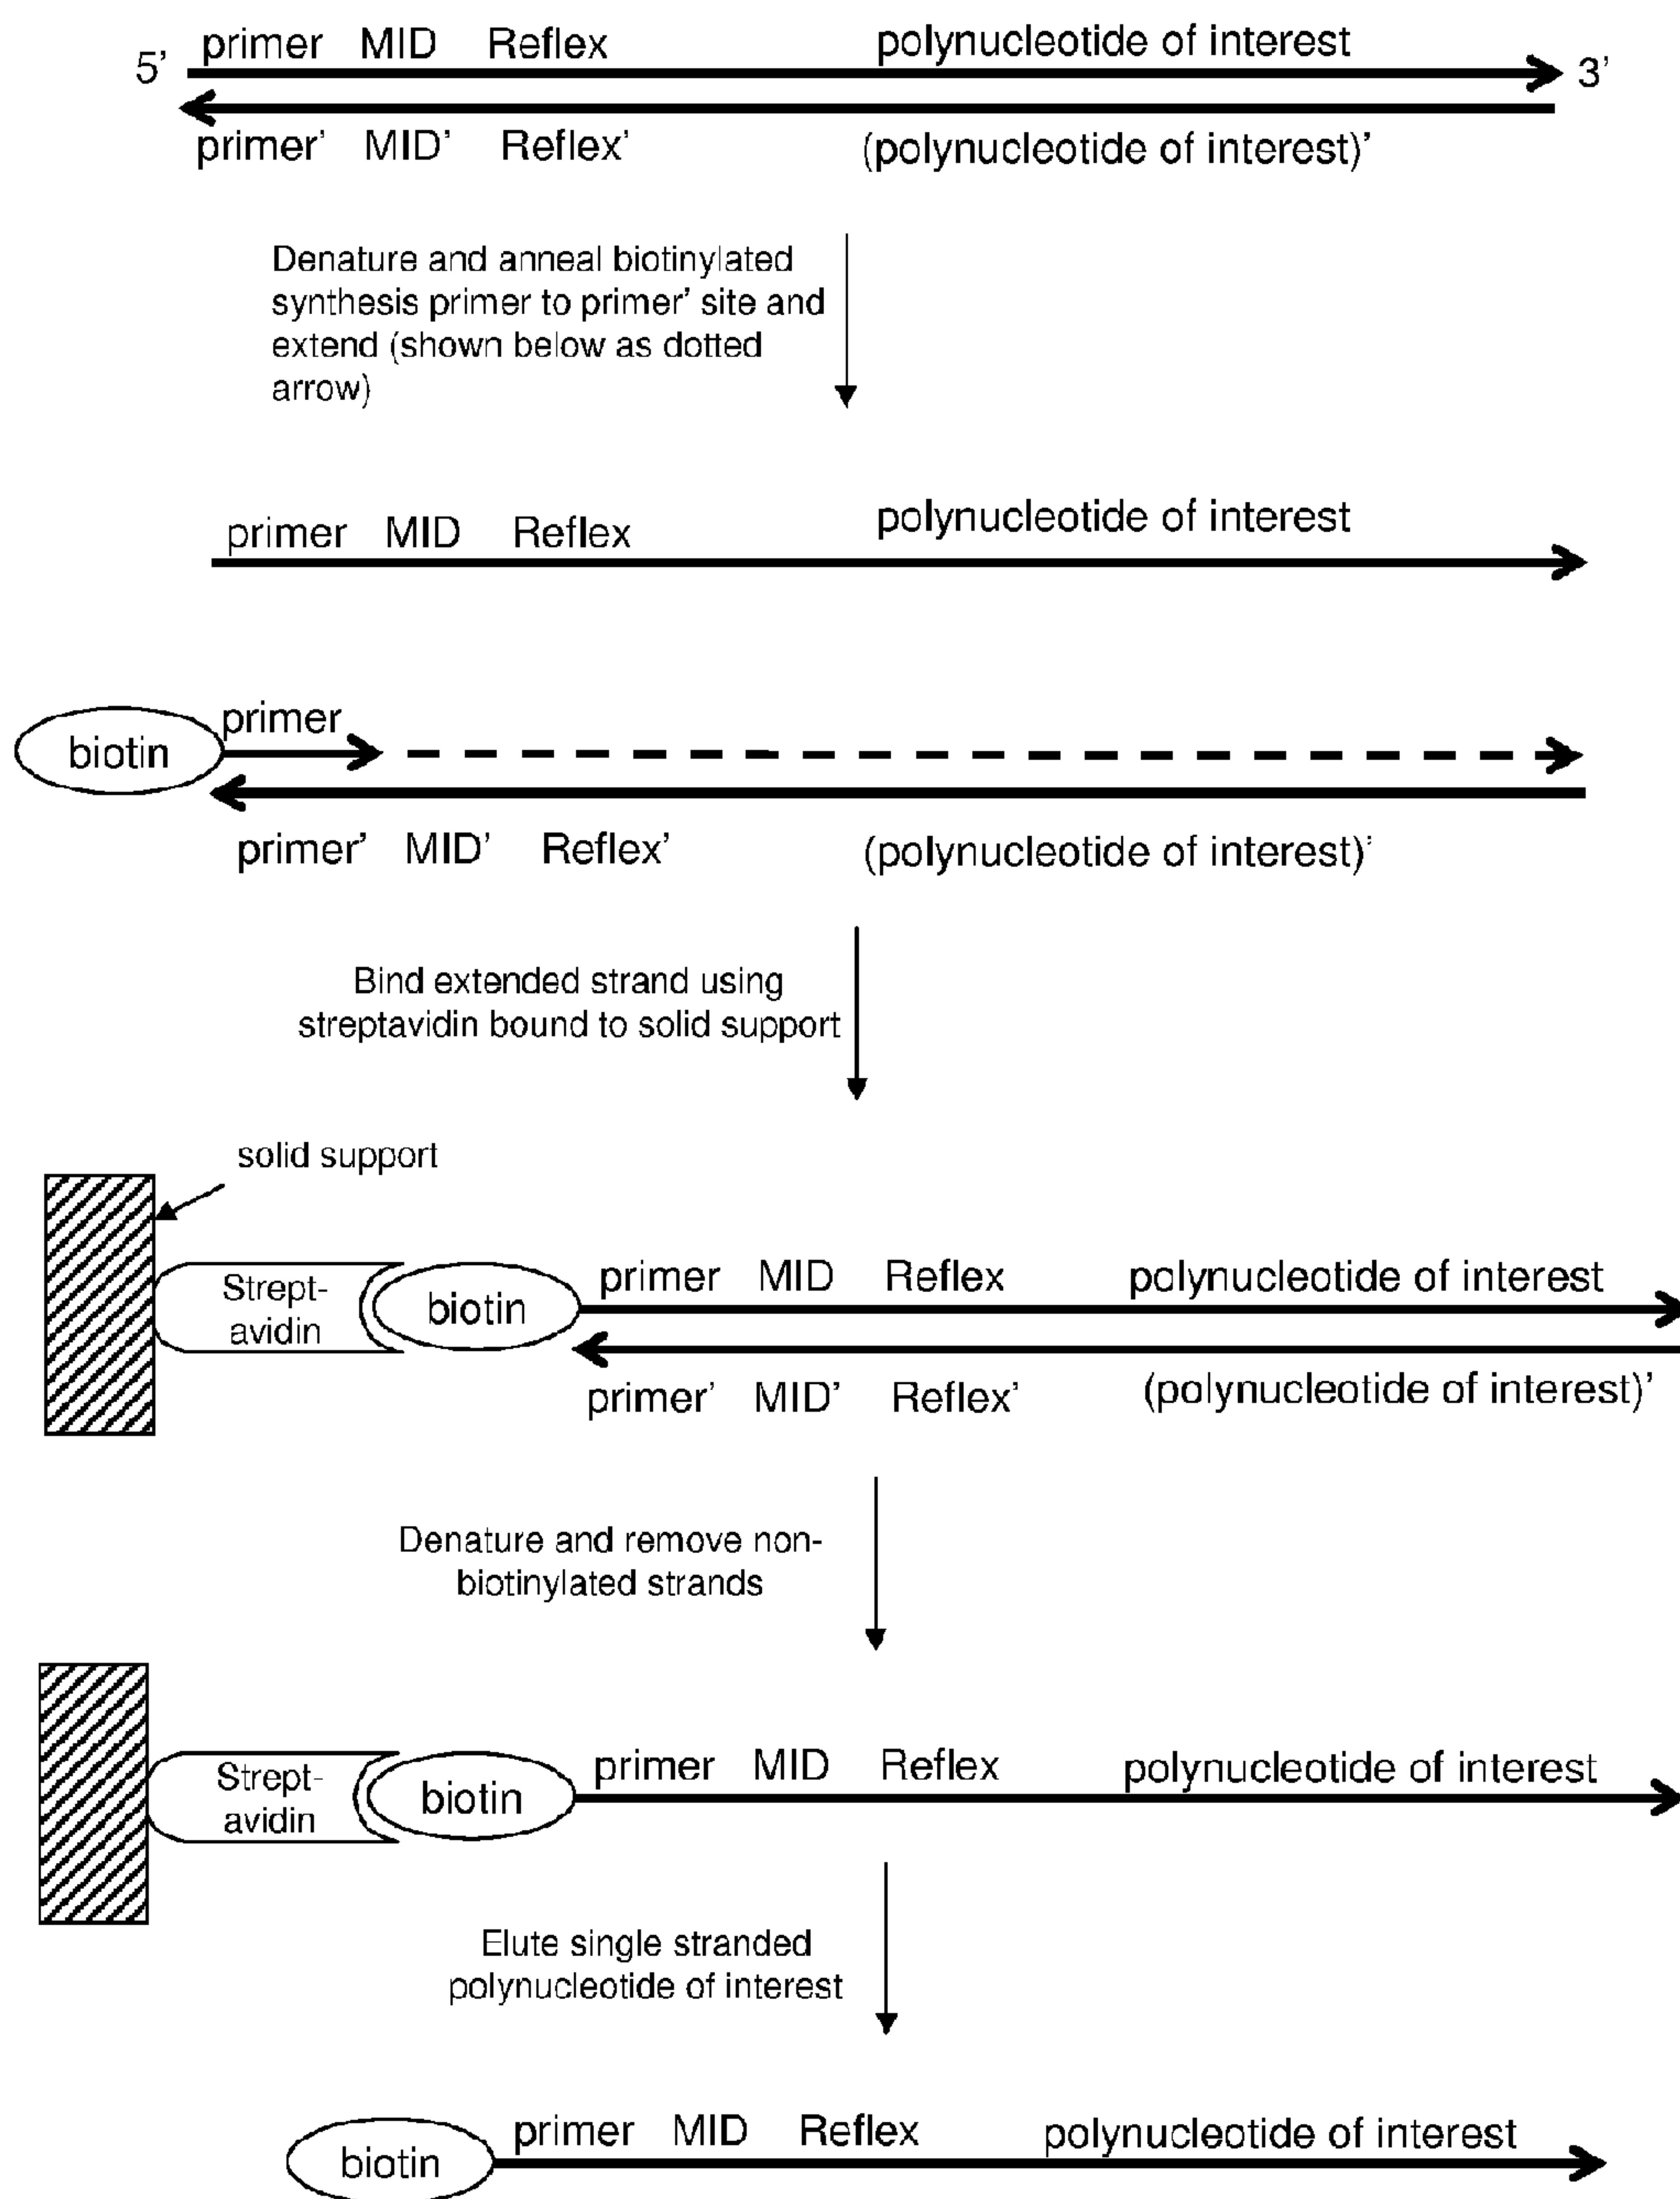 primer MID Reflex polynucleotide of interest
5’ 3’
primer’ MID’ Reflex’ (polynucleotide of interest)’
Denature and anneal biotinylated
synthesis primer to primer’ site and
extend (shown below as dotted
arrow)
primer MID Reflex polynucleotide of interest
primer
biotin
primer’ MID’ Reflex’ (polynucleotide of interest)’
Bind extended strand using
streptavidin bound to solid support
solid support
primer MID Reflex polynucleotide of interest
Strept-
avidin
biotin
primer’ MID’ Reflex’ (polynucleotide of interest)’
Denature and remove non-
biotinylated strands
primer MID Reflex polynucleotide of interest
Strept-
avidin
biotin
Elute single stranded
polynucleotide of interest
primer MID Reflex polynucleotide of interest
biotin